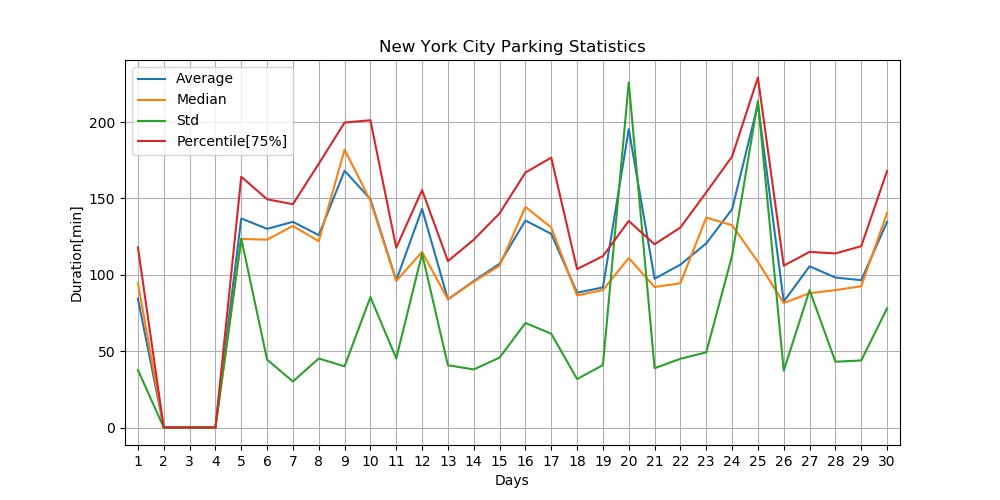 New York City Parking Statistics
Average
Median
Std
Percentile[75%]
Duration[min]
200
150
100
50
0
1 2 3 4 5 6 7 8 9 10 11 12 13 14 15 16 17 18 19 20 21 22 23 24 25 26 27 28 29 30
Days